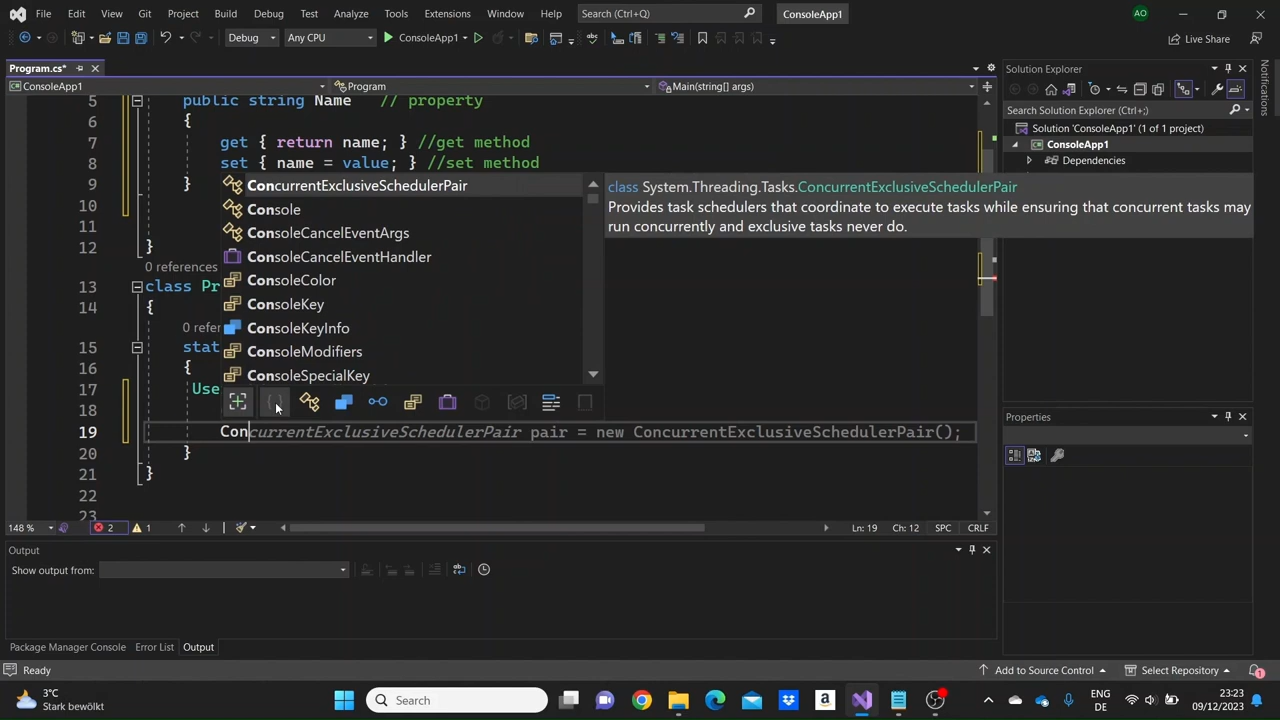 File Edit View Git Project Build Debug Test Analyze Tools Extensions Window Help Search (Ctrl+Q) ConsoleApp1 AO
Debug Any CPU ConsoleApp1 Live Share
Program.cs*
ConsoleApp1 Program Main(string[] args)
5 public string Name // property
6 {
7 get { return name; } //get method
8 set { name = value; } //set method
9 }
10
11
12 }
0 references
13 class Pr
14 {
0 refer
15 stat
16 {
17 Use
18
19 ConcurrentExclusiveSchedulerPair pair = new ConcurrentExclusiveSchedulerPair();
20 }
21 }
22
23
ConcurrentExclusiveSchedulerPair
Console
ConsoleCancelEventArgs
ConsoleCancelEventHandler
ConsoleColor
ConsoleKey
ConsoleKeyInfo
ConsoleModifiers
ConsoleSpecialKey
class System.Threading.Tasks.ConcurrentExclusiveSchedulerPair
Provides task schedulers that coordinate to execute tasks while ensuring that concurrent tasks may
run concurrently and exclusive tasks never do.
148 % 2 1 Ln: 19 Ch: 12 SPC CRLF
Output
Show output from:
Package Manager Console Error List Output
Solution Explorer
Search Solution Explorer (Ctrl+;)
Solution 'ConsoleApp1' (1 of 1 project)
ConsoleApp1
Dependencies
Properties
Notifications
Ready Add to Source Control Select Repository 1
3°C
Stark bewölkt
Search
ENG
DE
23:23
09/12/2023